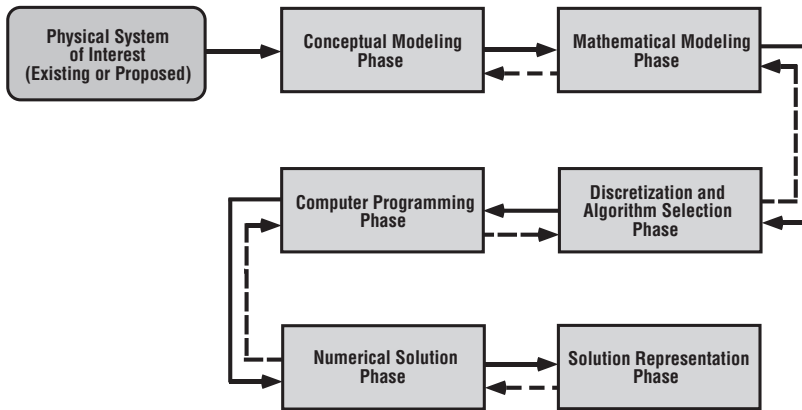 Physical System
of Interest
(Existing or Proposed)
Conceptual Modeling
Phase
Mathematical Modeling
Phase
Computer Programming
Phase
Discretization and
Algorithm Selection
Phase
Numerical Solution
Phase
Solution Representation
Phase